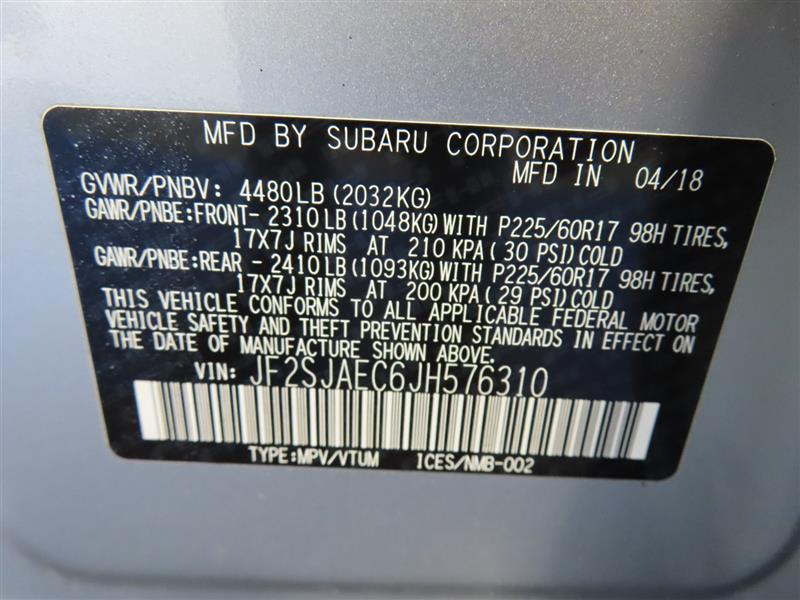 MFD BY SUBARU CORPORATION
MFD IN 04/18
GVWR/PNBV: 4480LB(2032KG)
GAWR/PNBE:FRONT- 2310LB(1048KG)WITH P225/60R17 98H TIRES,
17X7J RIMS AT 210 KPA(30 PSI)COLD
GAWR/PNBE:REAR - 2410LB(1093KG)WITH P225/60R17 98H TIRES,
17X7J RIMS AT 200 KPA(29 PSI)COLD
THIS VEHICLE CONFORMS TO ALL APPLICABLE FEDERAL MOTOR
VEHICLE SAFETY AND THEFT PREVENTION STANDARDS IN EFFECT ON
THE DATE OF MANUFACTURE SHOWN ABOVE.
VIN: JF2SJAEC6JH576310
TYPE:MPV/VTUM ICES/NMB-002